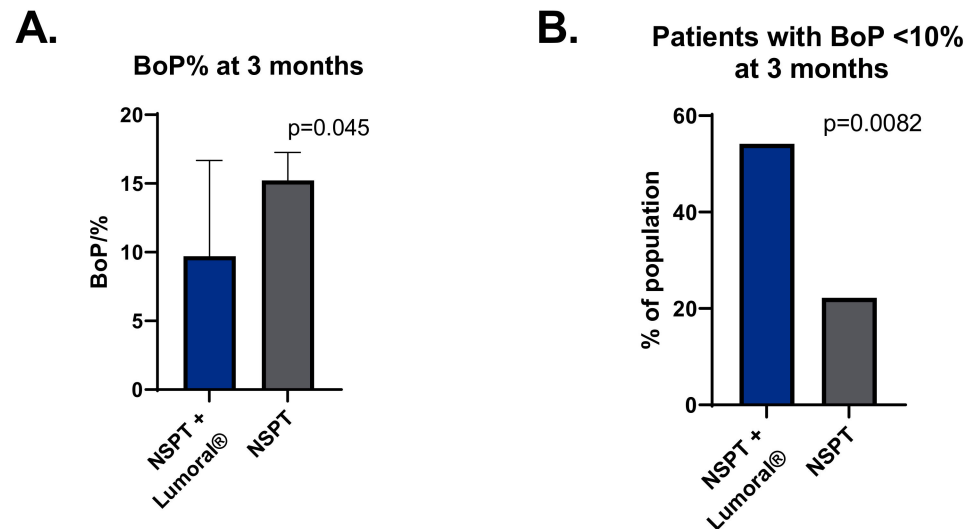 A.
BoP% at 3 months
p=0.045
20
15
10
5
0
BoP/%
NSPT +
Lumoral®
NSPT
B.
Patients with BoP <10%
at 3 months
p=0.0082
60
40
20
0
% of population
NSPT +
Lumoral®
NSPT